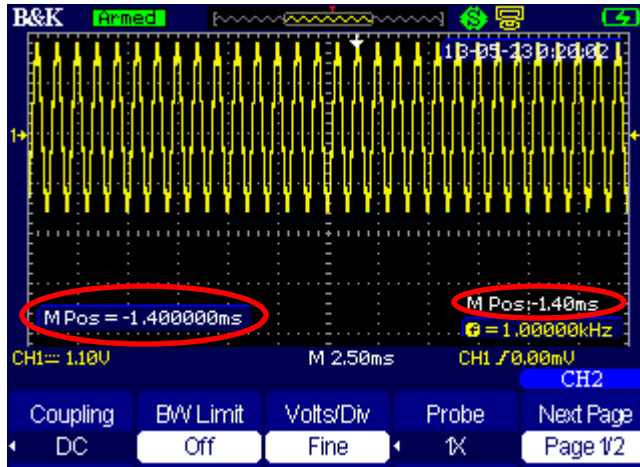 B&K Armed
13-05-23 0:20:02
1
M Pos:-1.40ms
M Pos = -1.400000ms
f = 1.00000kHz
CH1 1.10V M 2.50ms CH1 0.00mV
CH2
Coupling BW Limit Volts/Div Probe Next Page
DC Off Fine 1X Page 1/2